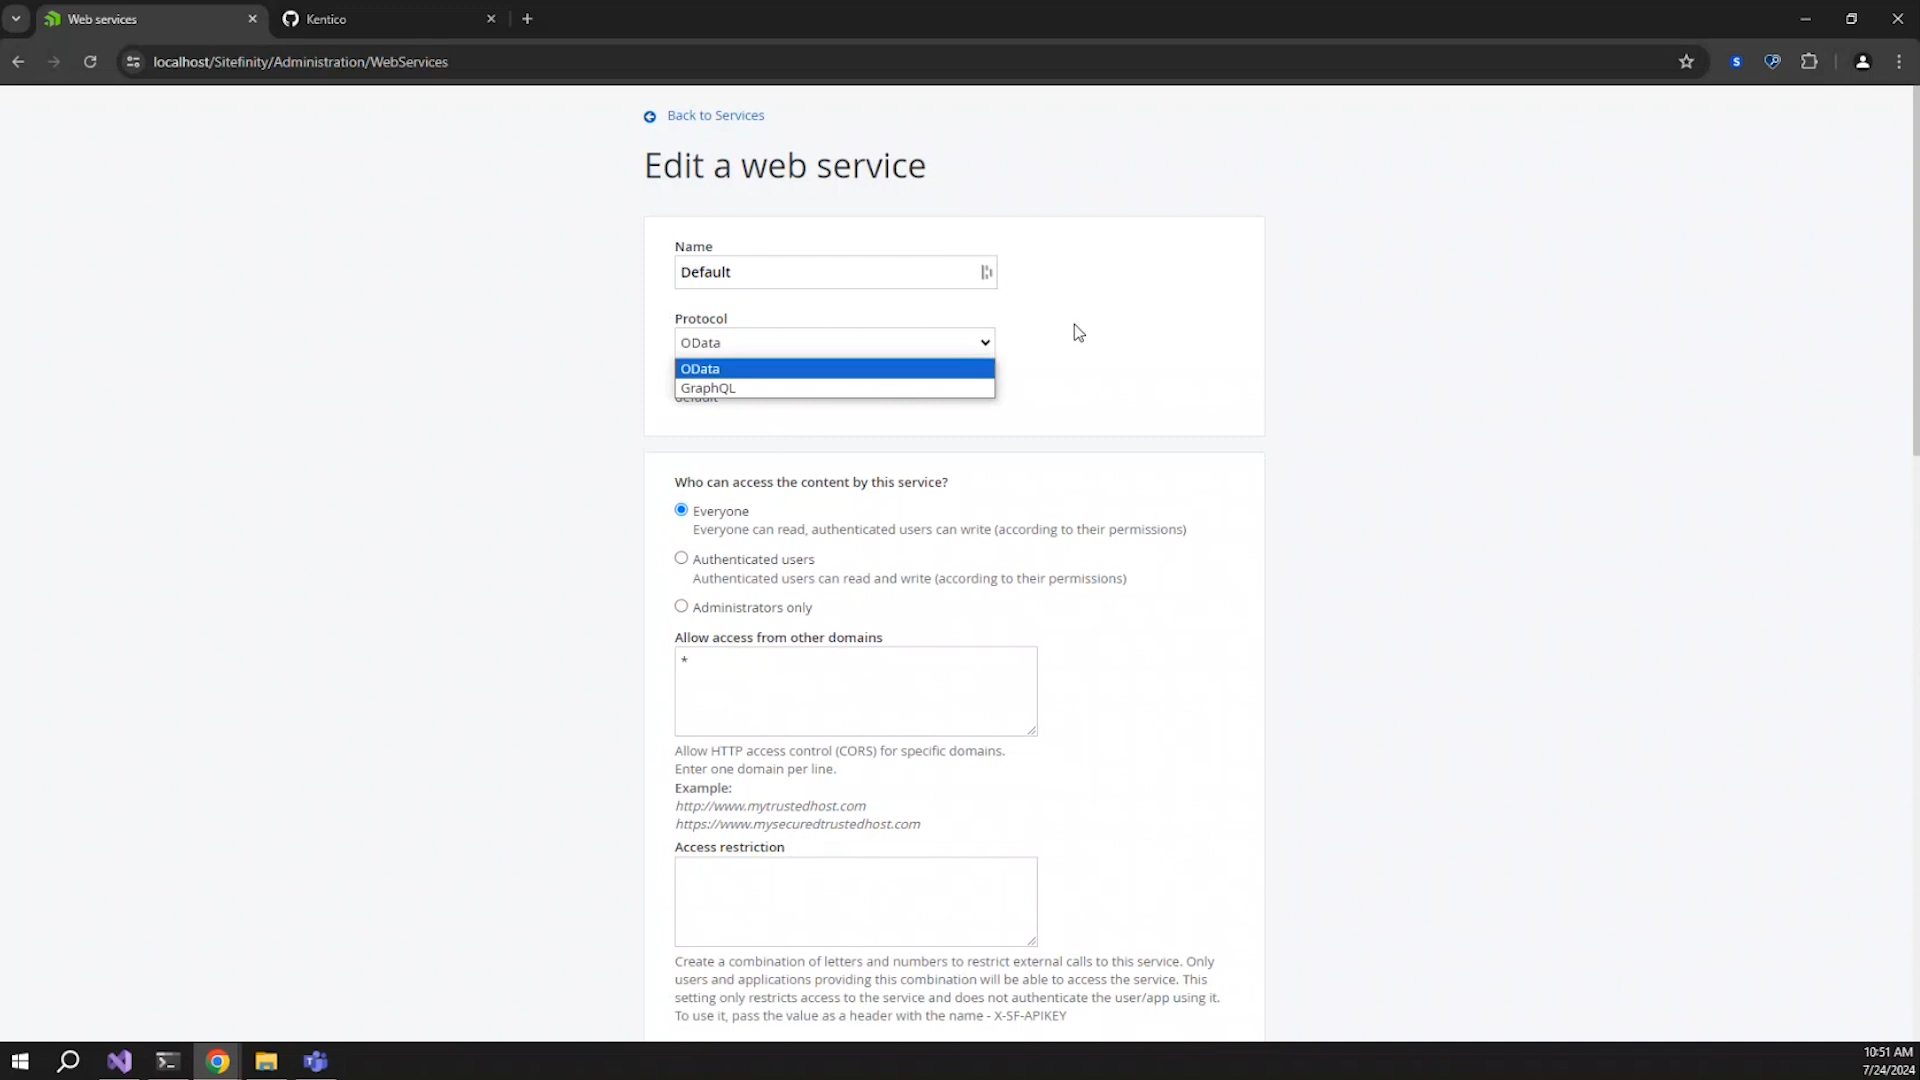 Web services
Kentico
localhost/Sitefinity/Administration/WebServices
S
Back to Services
Edit a web service
Name
Default
Protocol
OData
OData
GraphQL
default
Who can access the content by this service?
Everyone
Everyone can read, authenticated users can write (according to their permissions)
Authenticated users
Authenticated users can read and write (according to their permissions)
Administrators only
Allow access from other domains
*
Allow HTTP access control (CORS) for specific domains.
Enter one domain per line.
Example:
http://www.mytrustedhost.com
https://www.mysecuredtrustedhost.com
Access restriction
Create a combination of letters and numbers to restrict external calls to this service. Only
users and applications providing this combination will be able to access the service. This
setting only restricts access to the service and does not authenticate the user/app using it.
To use it, pass the value as a header with the name - X-SF-APIKEY
10:51 AM
7/24/2024